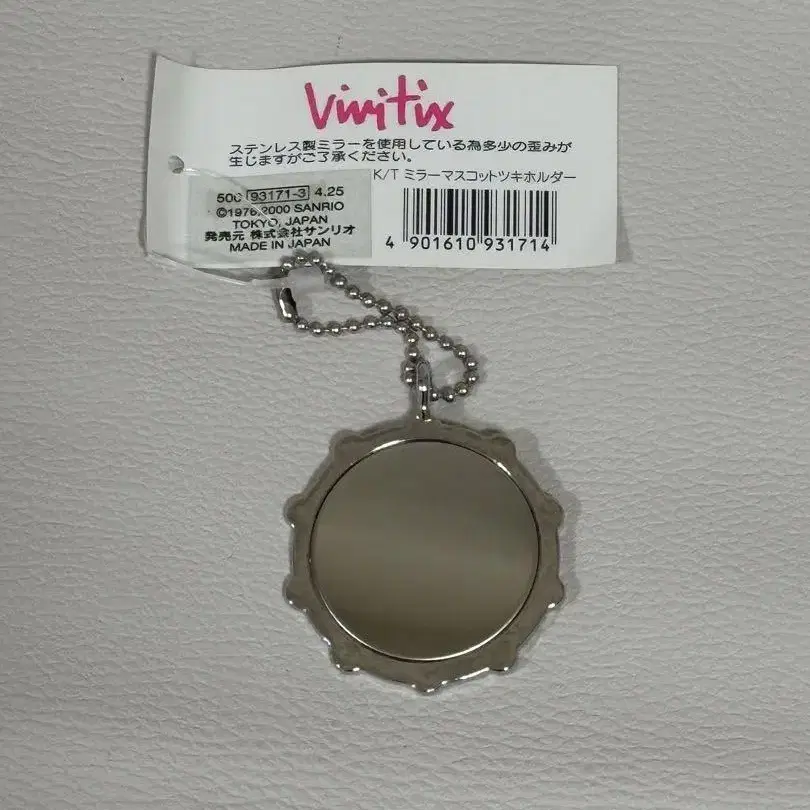 Vivitix
ステンレス製ミラーを使用している為多少の歪みが
生じますがご了承ください。
K/T ミラーマスコットツキホルダー
500 93171-3 4.25
©1976,2000 SANRIO
TOKYO, JAPAN
発売元 株式会社サンリオ
MADE IN JAPAN
4 901610 931714